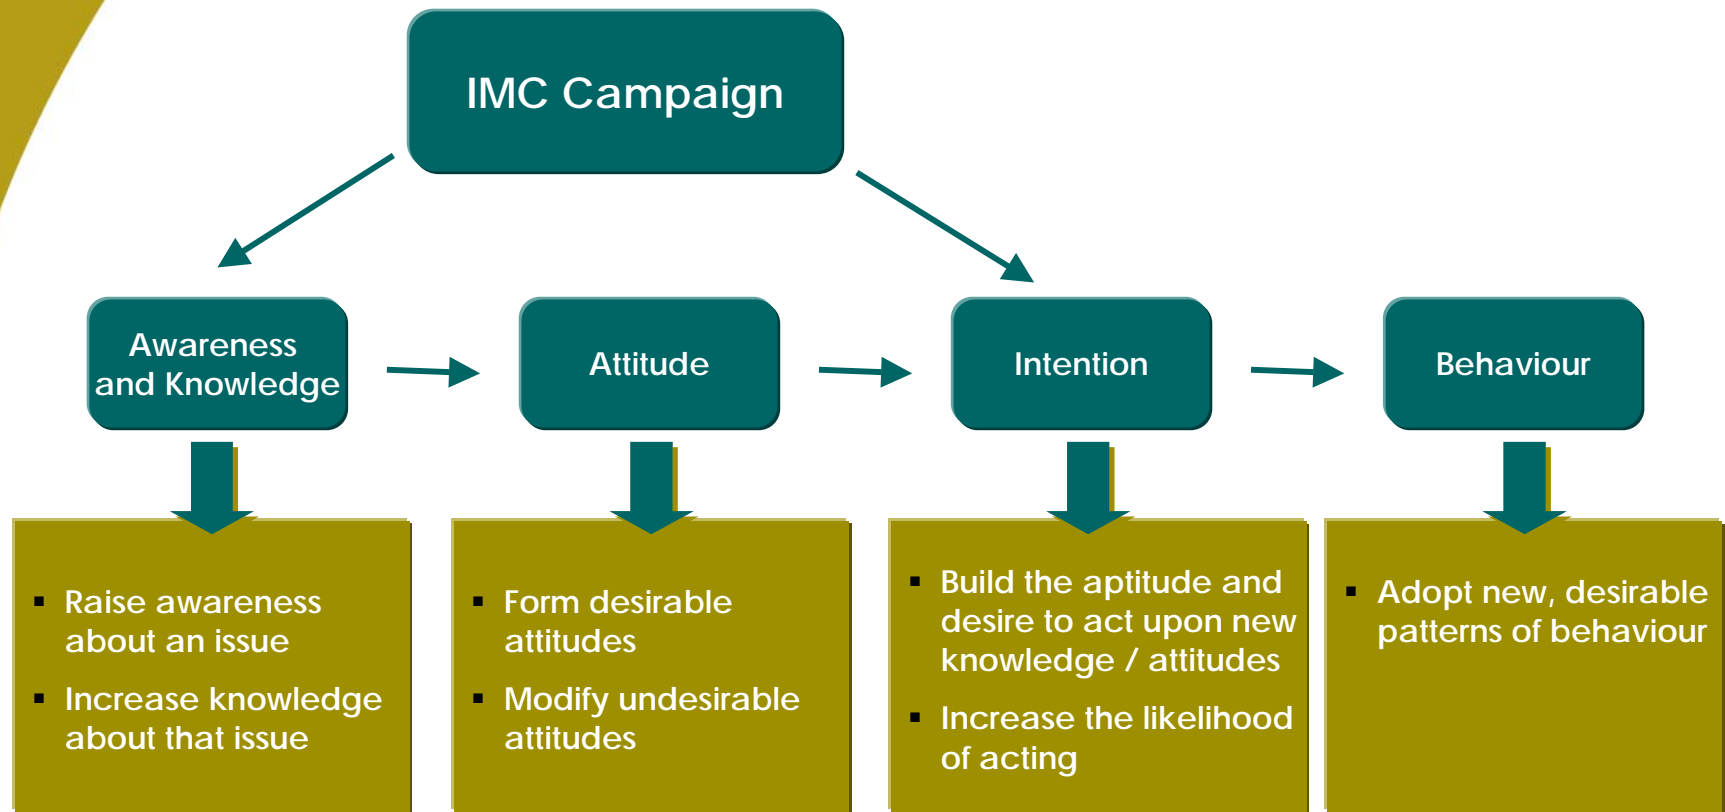 IMC Campaign
Awareness
and Knowledge
Attitude
Intention
Behaviour
▪ Raise awareness
about an issue
▪ Increase knowledge
about that issue
▪ Form desirable
attitudes
▪ Modify undesirable
attitudes
▪ Build the aptitude and
desire to act upon new
knowledge / attitudes
▪ Increase the likelihood
of acting
▪ Adopt new, desirable
patterns of behaviour